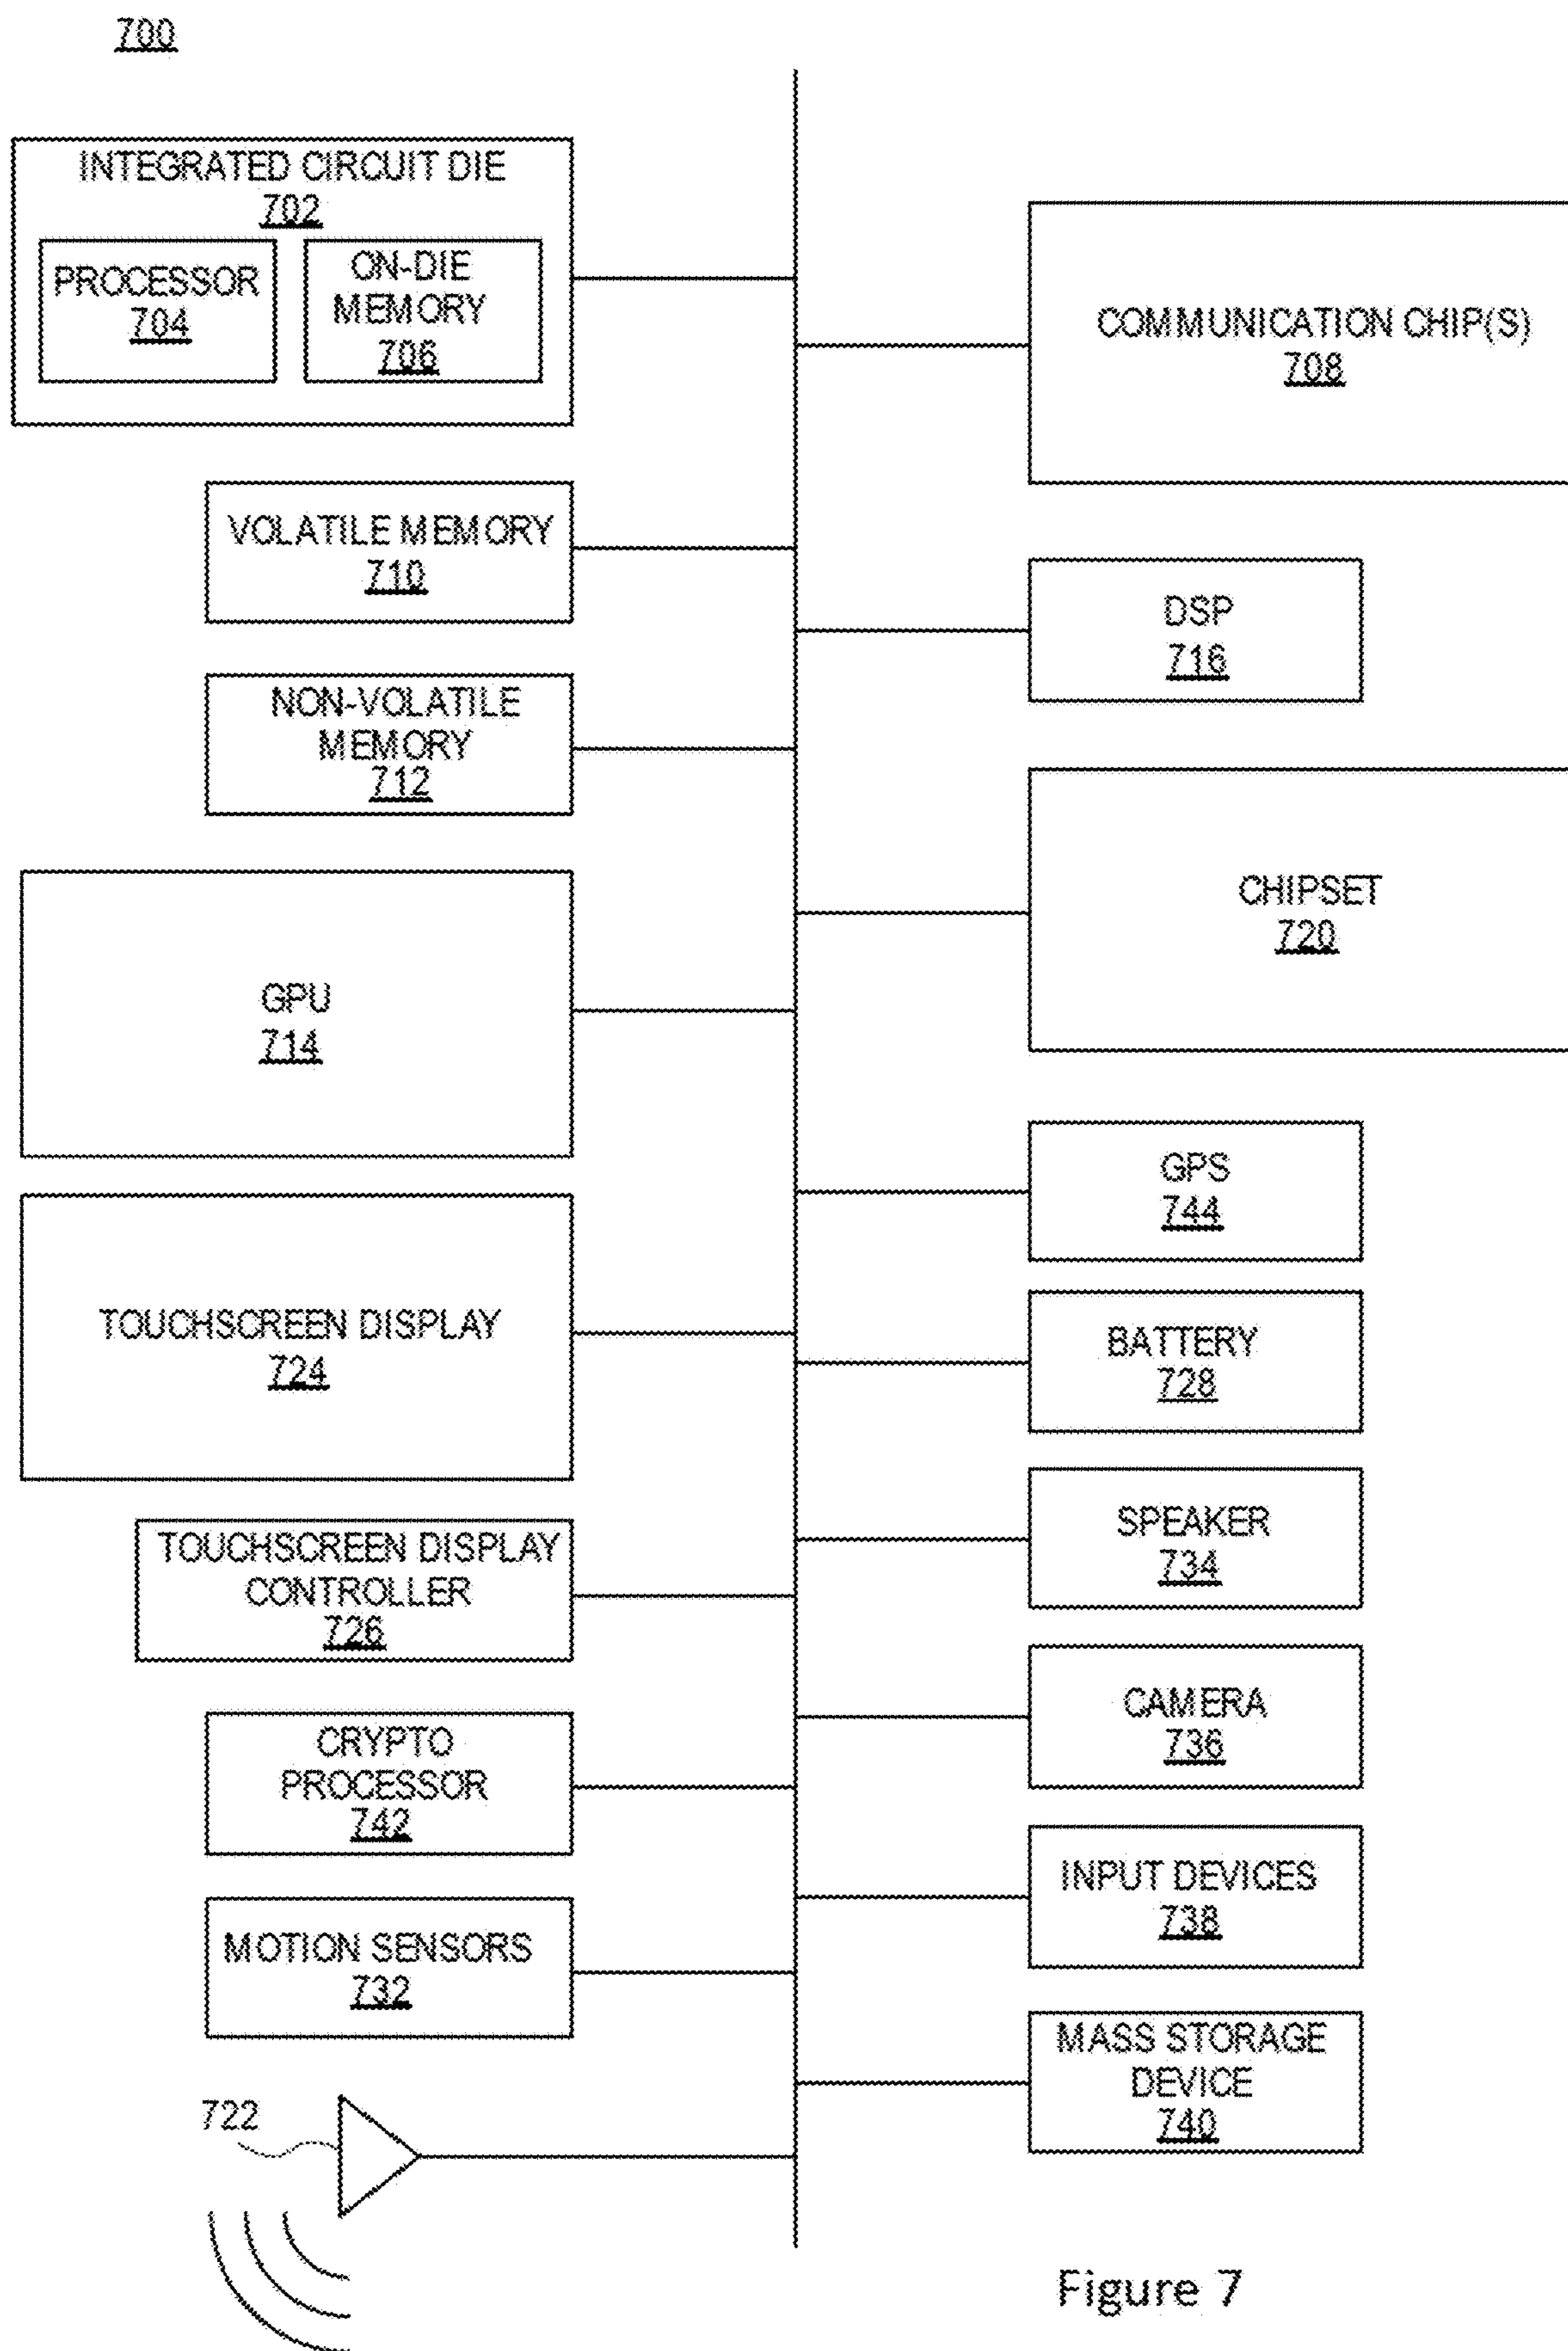 700
INTEGRATED CIRCUIT DIE
702
PROCESSOR
704
ON-DIE
MEMORY
706
COMMUNICATION CHIP(S)
708
VOLATILE MEMORY
710
DSP
716
NON-VOLATILE
MEMORY
712
CHIPSET
720
GPU
714
GPS
744
TOUCHSCREEN DISPLAY
724
BATTERY
728
SPEAKER
734
TOUCHSCREEN DISPLAY
CONTROLLER
726
CAMERA
736
CRYPTO
PROCESSOR
742
INPUT DEVICES
738
MOTION SENSORS
732
MASS STORAGE
DEVICE
740
722
Figure 7